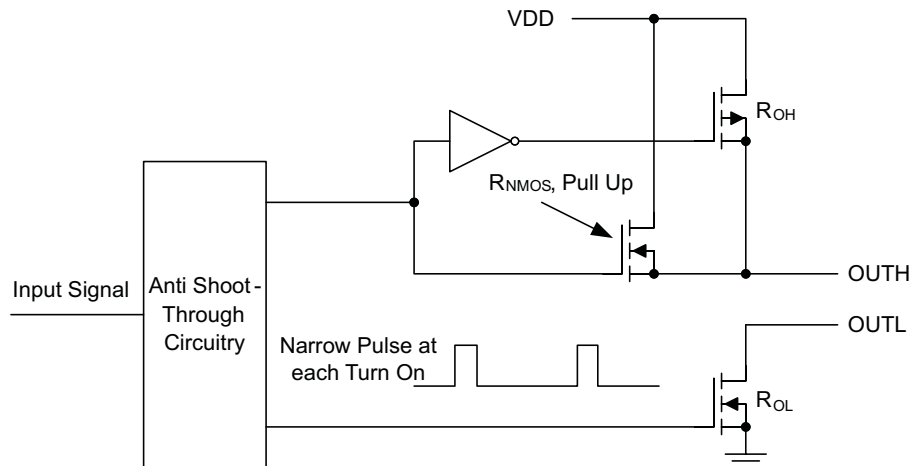 VDD
ROH
RNMOS, Pull Up
OUTH
Input Signal
Anti Shoot-
Through
Circuitry
OUTL
Narrow Pulse at
each Turn On
ROL